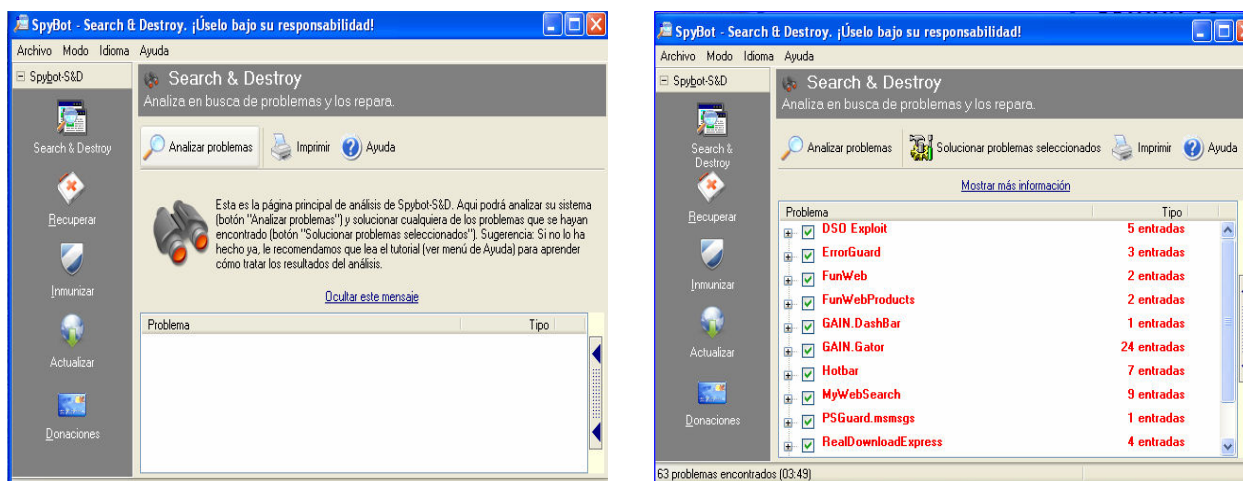 SpyBot - Search & Destroy. ¡Úselo bajo su responsabilidad!
Archivo Modo Idioma Ayuda
Spybot-S&D
Search & Destroy
Analiza en busca de problemas y los repara.
Search & Destroy
Analizar problemas
Imprimir
Ayuda
Recuperar
Esta es la página principal de análisis de Spybot-S&D. Aqui podrá analizar su sistema
(botón "Analizar problemas") y solucionar cualquiera de los problemas que se hayan
encontrado (botón "Solucionar problemas seleccionados"). Sugerencia: Si no lo ha
hecho ya, le recomendamos que lea el tutorial (ver menú de Ayuda) para aprender
cómo tratar los resultados del análisis.
Inmunizar
Ocultar este mensaje
Problema Tipo
Actualizar
Donaciones
SpyBot - Search & Destroy. ¡Úselo bajo su responsabilidad!
Archivo Modo Idioma Ayuda
Spybot-S&D
Search & Destroy
Analiza en busca de problemas y los repara.
Search &
Destroy
Analizar problemas
Solucionar problemas seleccionados
Imprimir
Ayuda
Mostrar más información
Recuperar
Inmunizar
Actualizar
Donaciones
Problema Tipo
DSO Exploit 5 entradas
ErrorGuard 3 entradas
FunWeb 2 entradas
FunWebProducts 2 entradas
GAIN.DashBar 1 entradas
GAIN.Gator 24 entradas
Hotbar 7 entradas
MyWebSearch 9 entradas
PSGuard.msmsgs 1 entradas
RealDownloadExpress 4 entradas
63 problemas encontrados (03:49)